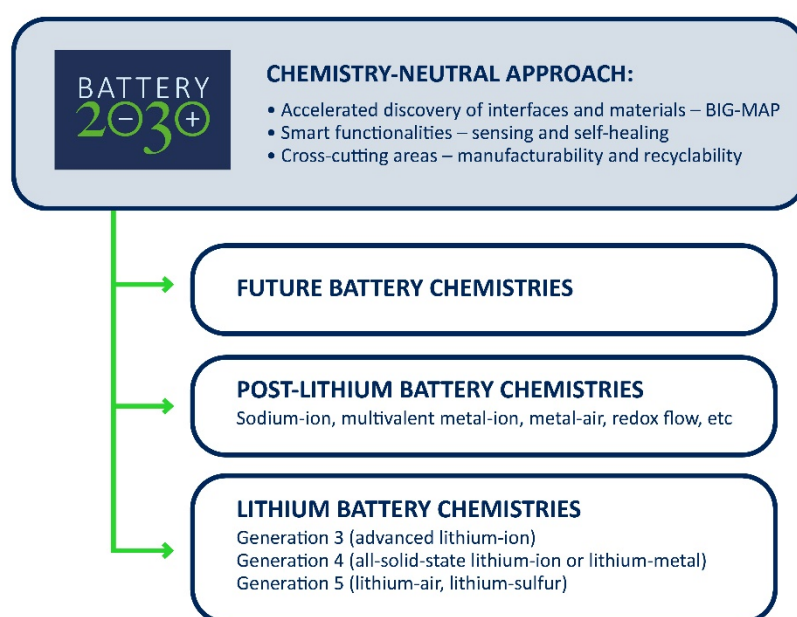 BATTERY
2030
CHEMISTRY-NEUTRAL APPROACH:
• Accelerated discovery of interfaces and materials – BIG-MAP
• Smart functionalities – sensing and self-healing
• Cross-cutting areas – manufacturability and recyclability
FUTURE BATTERY CHEMISTRIES
POST-LITHIUM BATTERY CHEMISTRIES
Sodium-ion, multivalent metal-ion, metal-air, redox flow, etc
LITHIUM BATTERY CHEMISTRIES
Generation 3 (advanced lithium-ion)
Generation 4 (all-solid-state lithium-ion or lithium-metal)
Generation 5 (lithium-air, lithium-sulfur)